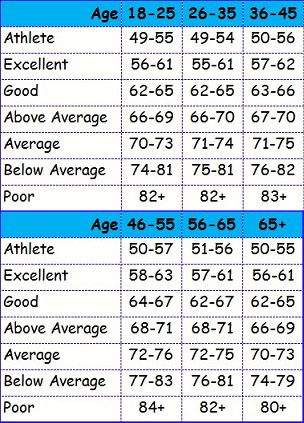 Age 18-25 26-35 36-45
Athlete 49-55 49-54 50-56
Excellent 56-61 55-61 57-62
Good 62-65 62-65 63-66
Above Average 66-69 66-70 67-70
Average 70-73 71-74 71-75
Below Average 74-81 75-81 76-82
Poor 82+ 82+ 83+
Age 46-55 56-65 65+
Athlete 50-57 51-56 50-55
Excellent 58-63 57-61 56-61
Good 64-67 62-67 62-65
Above Average 68-71 68-71 66-69
Average 72-76 72-75 70-73
Below Average 77-83 76-81 74-79
Poor 84+ 82+ 80+